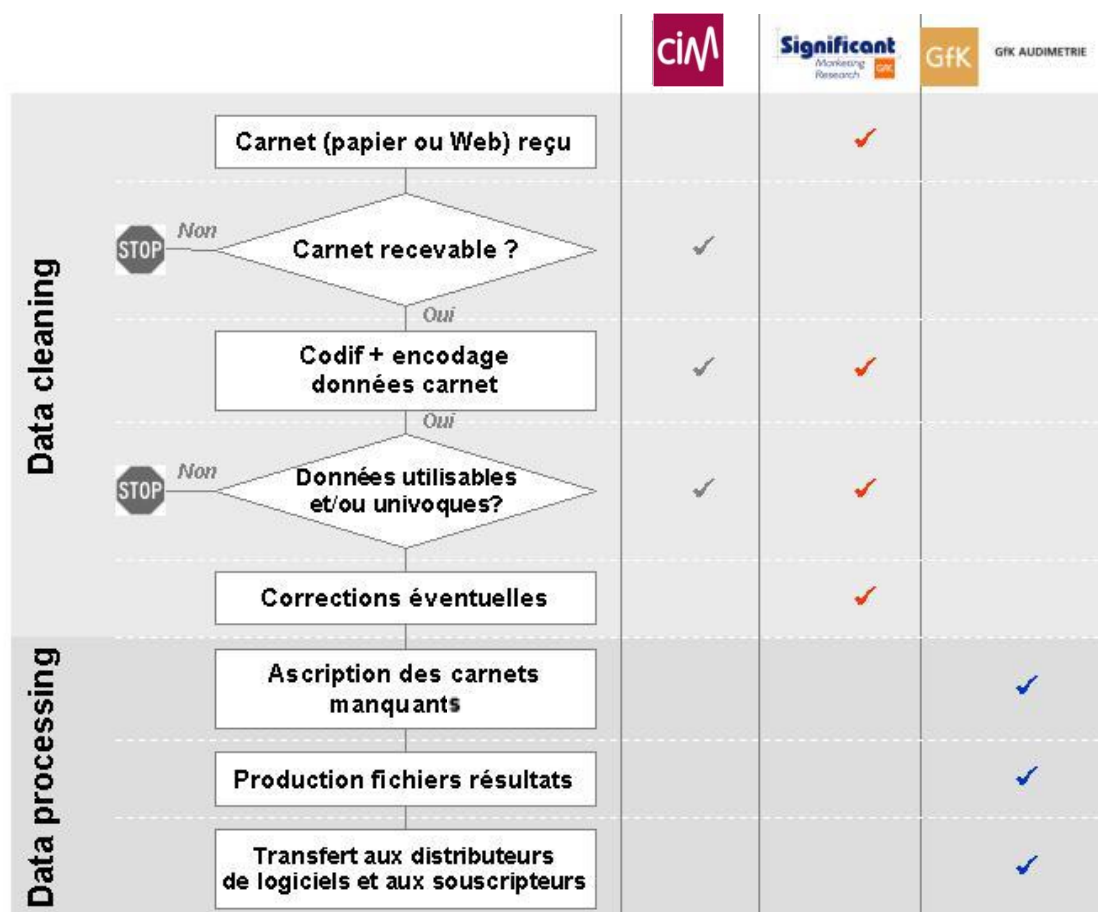 CiM
Significant
Marketing
Research
GfK
GfK
GfK AUDIMETRIE
Data cleaning
Carnet (papier ou Web) reçu
STOP
Non
Carnet recevable ?
Oui
Codif + encodage
données carnet
Oui
STOP
Non
Données utilisables
et/ou univoques?
Corrections éventuelles
Data processing
Ascription des carnets
manquants
Production fichiers résultats
Transfert aux distributeurs
de logiciels et aux souscripteurs